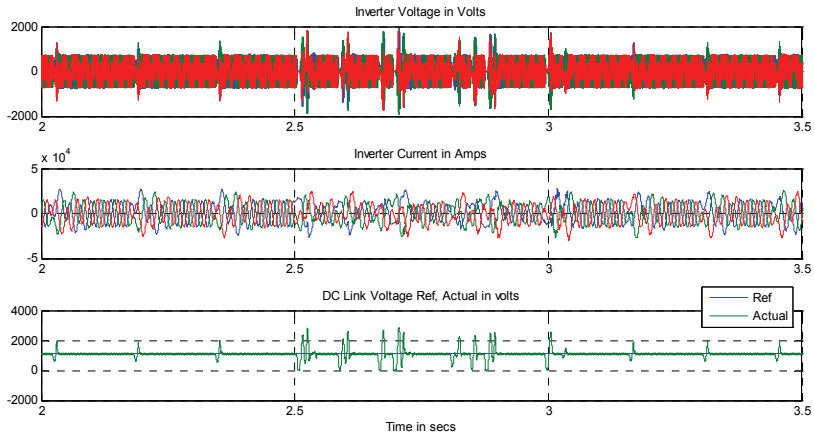 Inverter Voltage in Volts
2000
0
-2000
2 2.5 3 3.5
x 10^4
Inverter Current in Amps
5
0
-5
2 2.5 3 3.5
DC Link Voltage Ref, Actual in volts
Ref
Actual
4000
2000
0
-2000
2 2.5 3 3.5
Time in secs